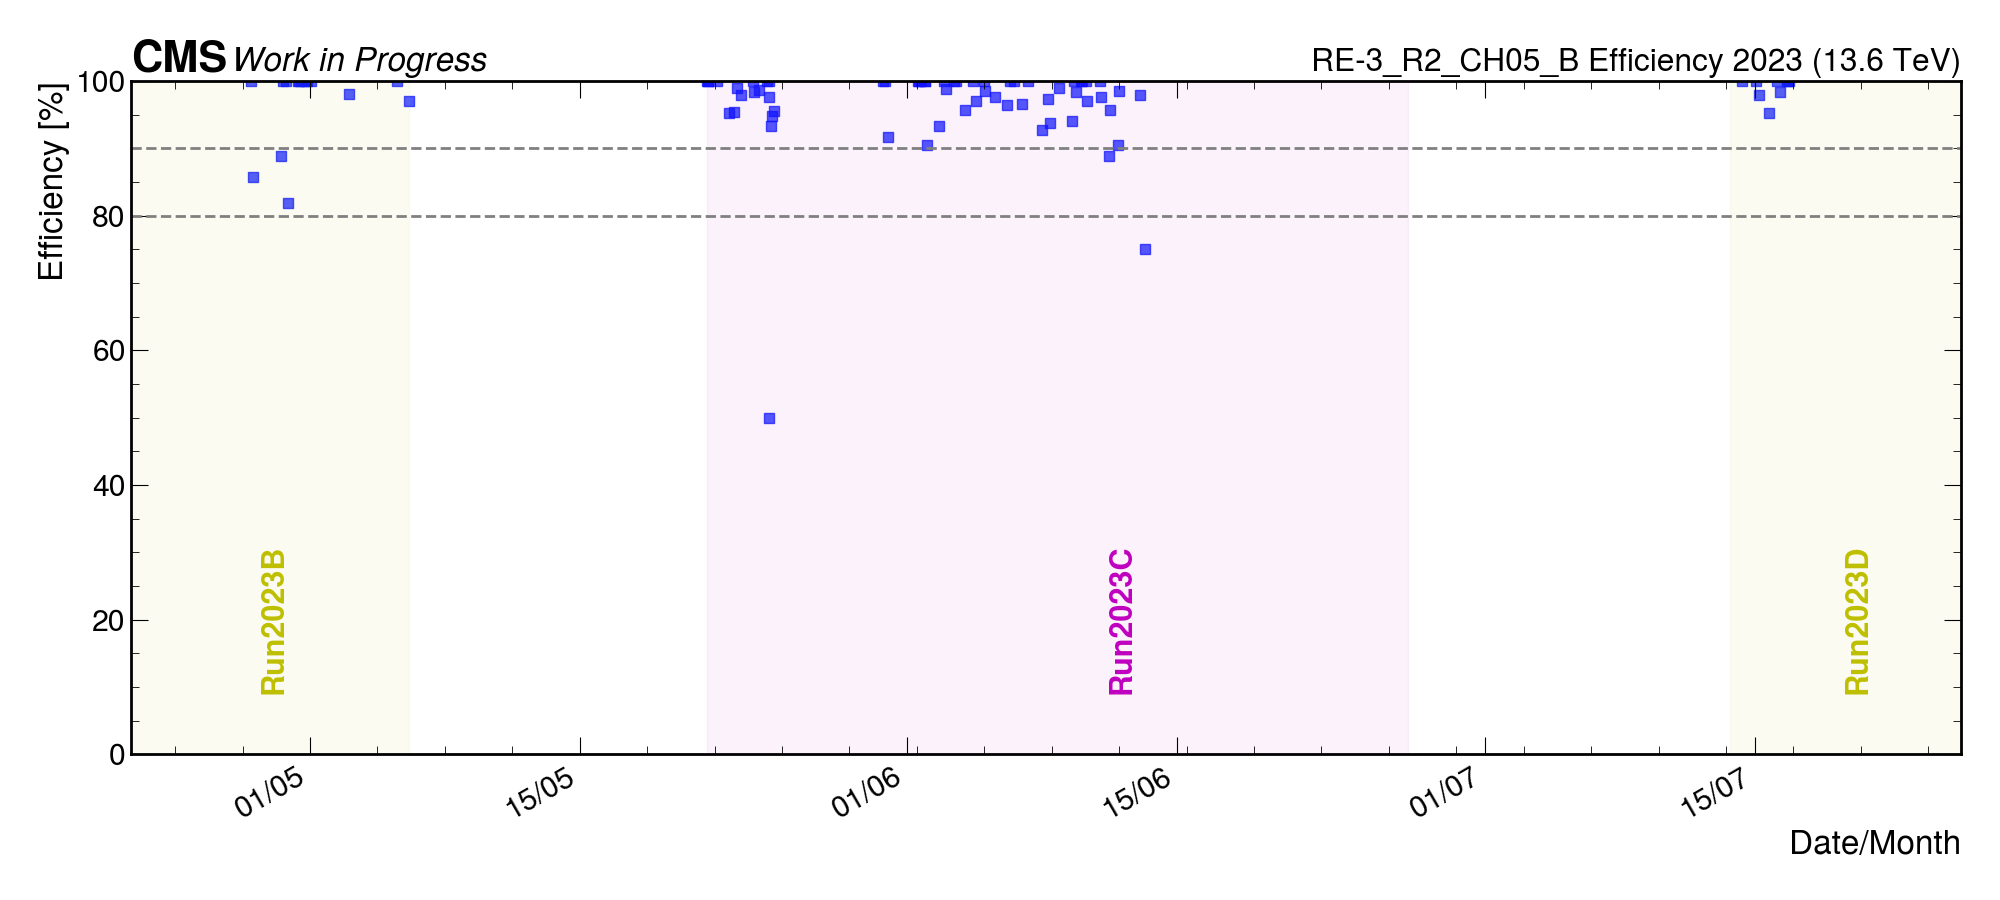 CMS Work in Progress
RE-3_R2_CH05_B Efficiency 2023 (13.6 TeV)
Efficiency [%]
100
80
60
40
20
0
Run2023B
Run2023C
Run2023D
01/05
15/05
01/06
15/06
01/07
15/07
Date/Month